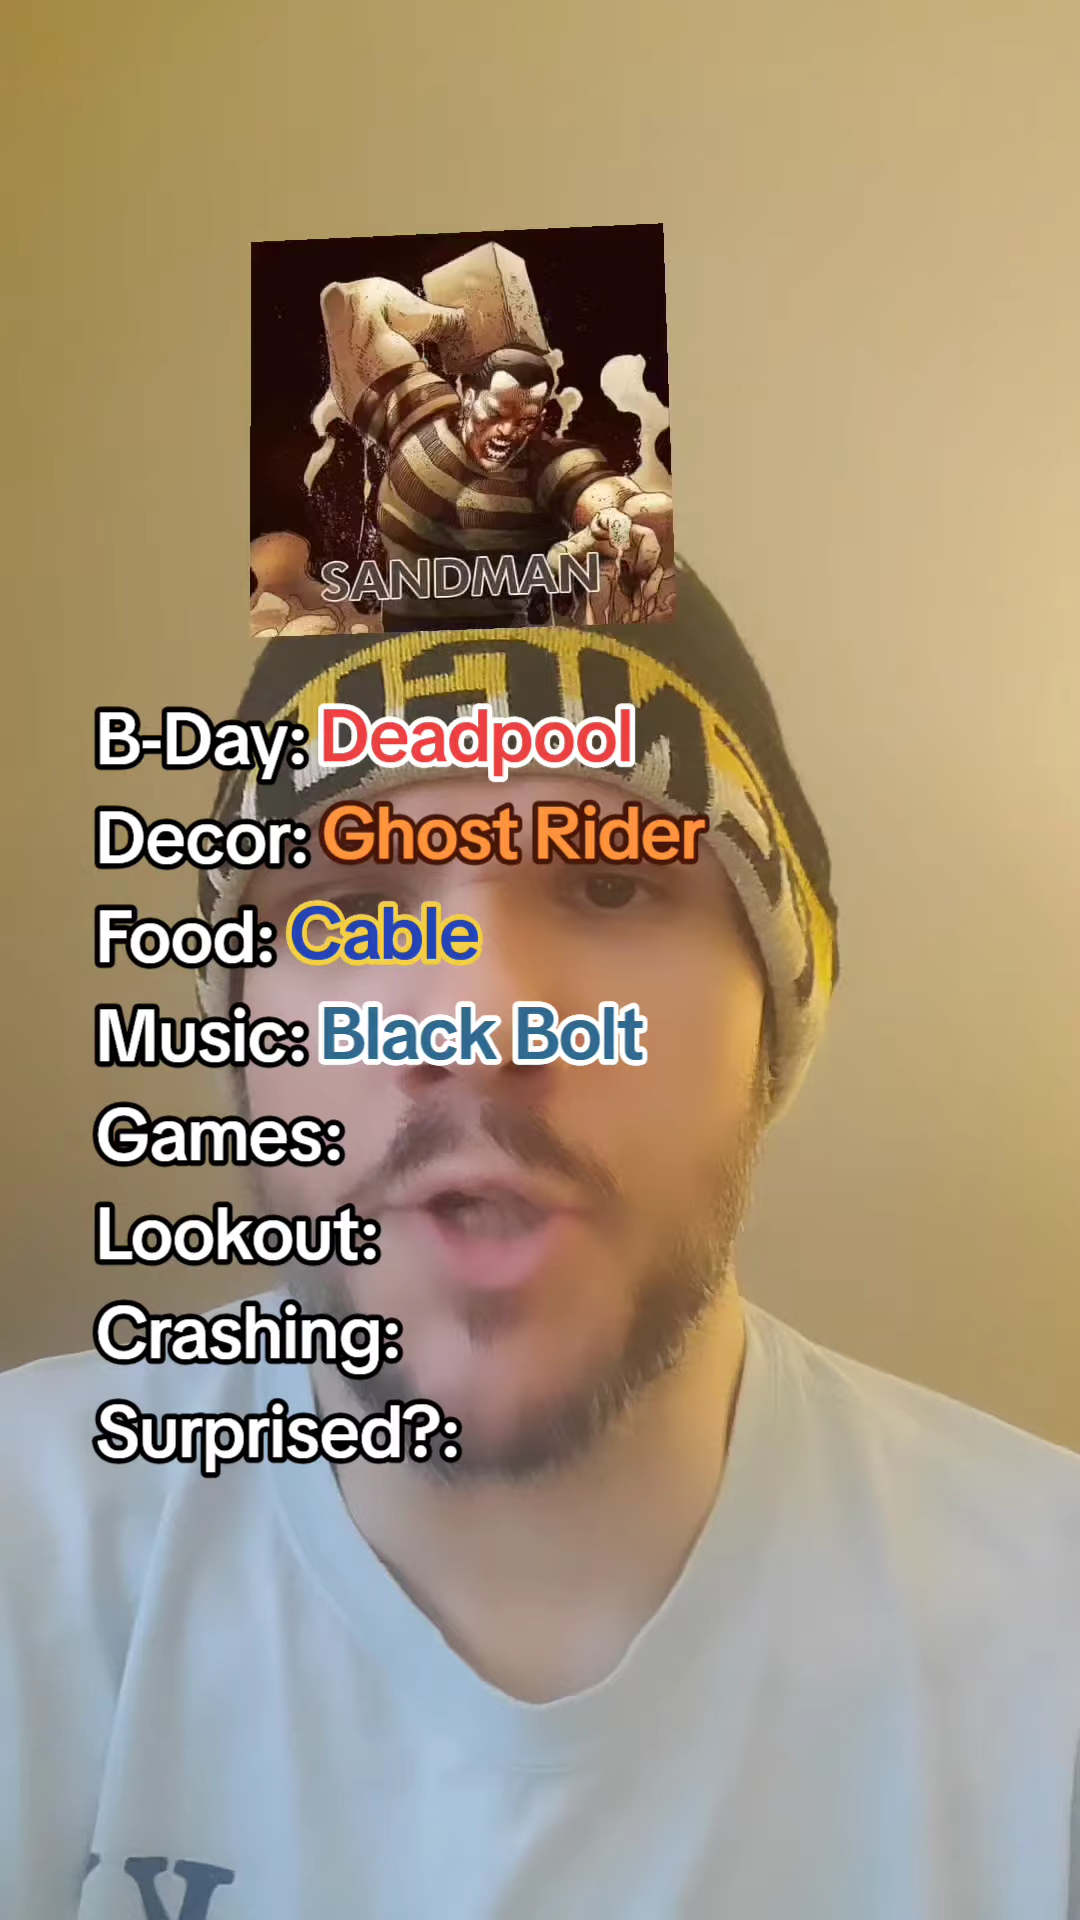 SANDMAN
B-Day: Deadpool
Decor: Ghost Rider
Food: Cable
Music: Black Bolt
Games:
Lookout:
Crashing:
Surprised?: